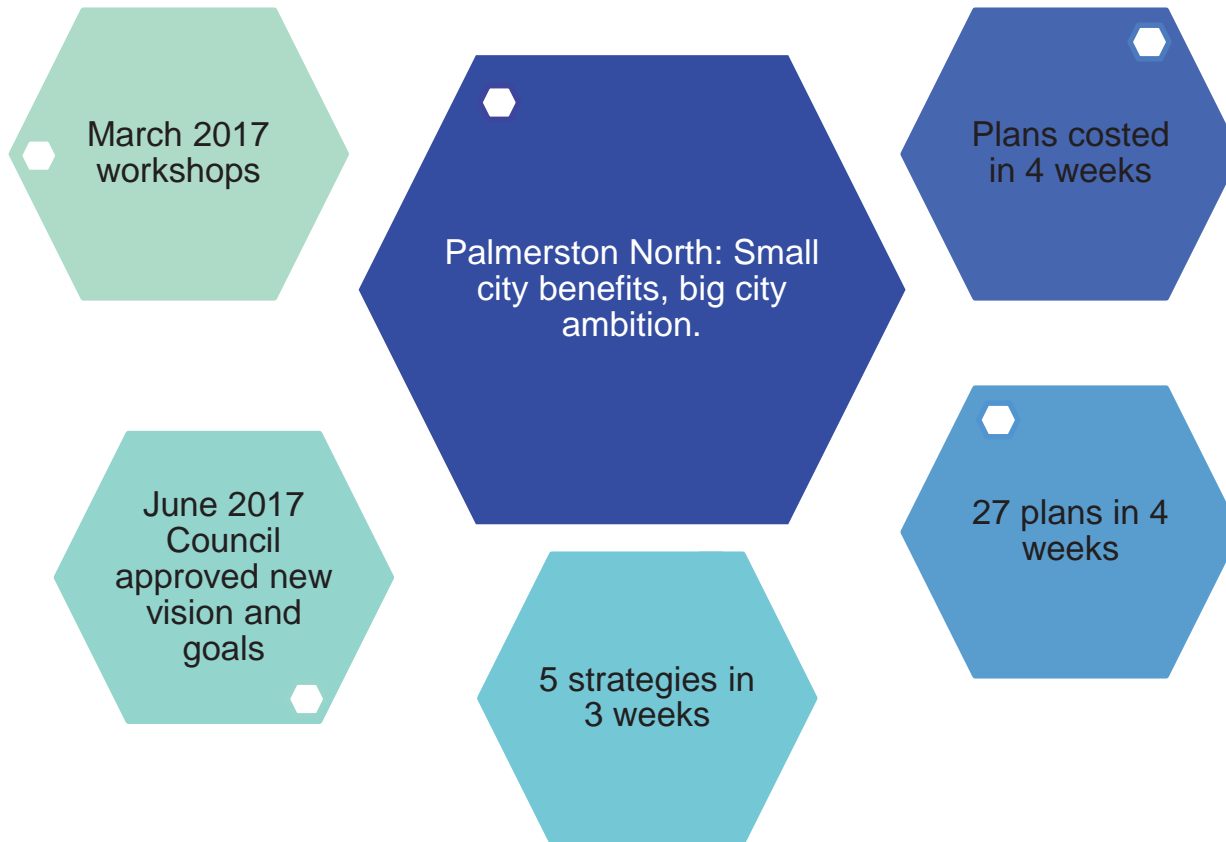 March 2017
workshops
Palmerston North: Small
city benefits, big city
ambition.
Plans costed
in 4 weeks
June 2017
Council
approved new
vision and
goals
5 strategies in
3 weeks
27 plans in 4
weeks